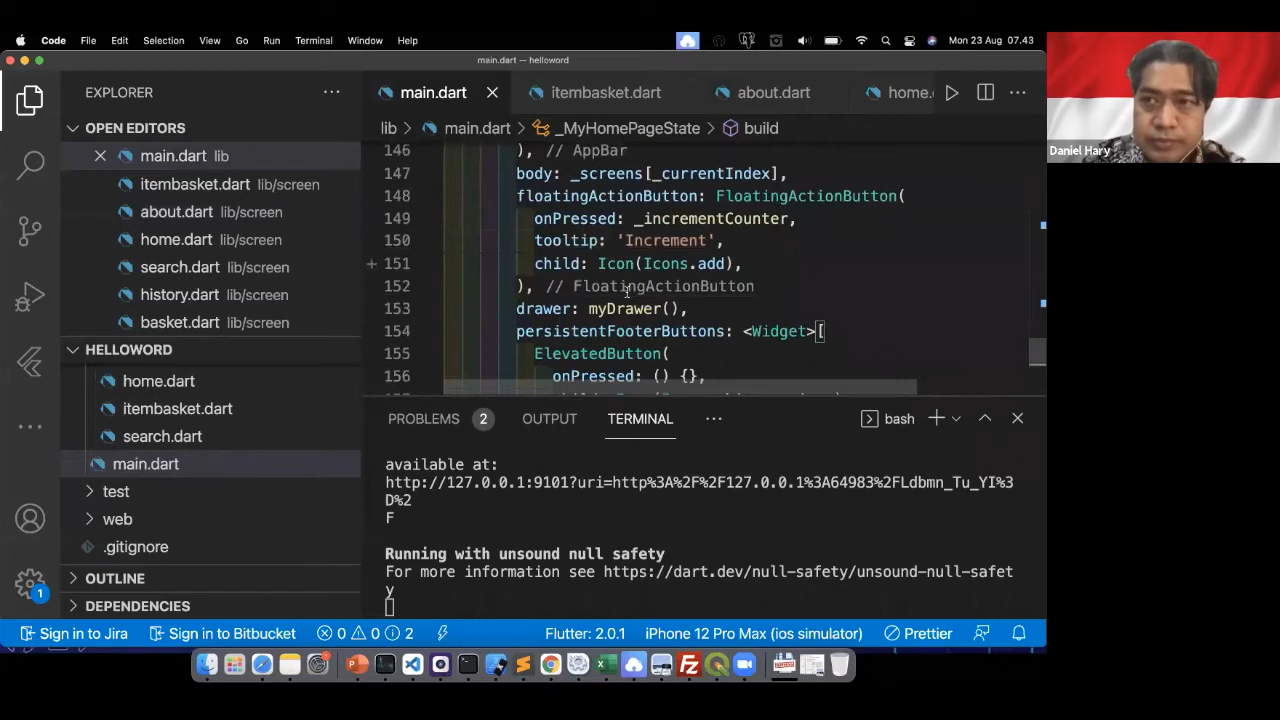 Code File Edit Selection View Go Run Terminal Window Help Mon 23 Aug 07.43
main.dart — helloword
EXPLORER
main.dart itembasket.dart about.dart home.
OPEN EDITORS
lib > main.dart > _MyHomePageState > build
main.dart lib
itembasket.dart lib/screen
about.dart lib/screen
home.dart lib/screen
search.dart lib/screen
history.dart lib/screen
basket.dart lib/screen
HELLOWORD
home.dart
itembasket.dart
search.dart
main.dart
test
web
.gitignore
OUTLINE
DEPENDENCIES
146 ), // AppBar
147 body: _screens[_currentIndex],
148 floatingActionButton: FloatingActionButton(
149 onPressed: _incrementCounter,
150 tooltip: 'Increment',
151 child: Icon(Icons.add),
152 ), // FloatingActionButton
153 drawer: myDrawer(),
154 persistentFooterButtons: <Widget>[
155 ElevatedButton(
156 onPressed: () {},
PROBLEMS 2 OUTPUT TERMINAL bash
available at:
http://127.0.0.1:9101?uri=http%3A%2F%2F127.0.0.1%3A64983%2FLdbmn_Tu_YI%3
D%2
F
Running with unsound null safety
For more information see https://dart.dev/null-safety/unsound-null-safet
y
1
Sign in to Jira Sign in to Bitbucket 0 0 2 Flutter: 2.0.1 iPhone 12 Pro Max (ios simulator) Prettier
Daniel Hary